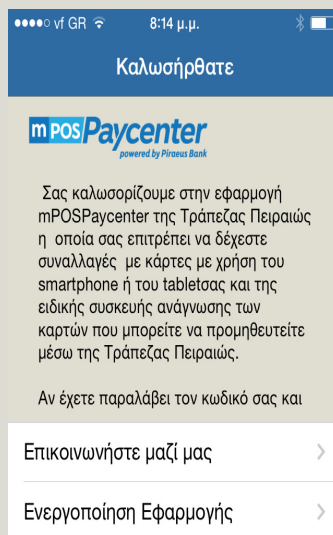 vf GR 8:14 μ.μ.
Καλωσήρθατε
mPOS Paycenter
powered by Piraeus Bank
Σας καλωσορίζουμε στην εφαρμογή
mPOSPaycenter της Τράπεζας Πειραιώς
η οποία σας επιτρέπει να δέχεστε
συναλλαγές με κάρτες με χρήση του
smartphone ή του tabletσας και της
ειδικής συσκευής ανάγνωσης των
καρτών που μπορείτε να προμηθευτείτε
μέσω της Τράπεζας Πειραιώς.
Αν έχετε παραλάβει τον κωδικό σας και
Επικοινωνήστε μαζί μας
Ενεργοποίηση Εφαρμογής